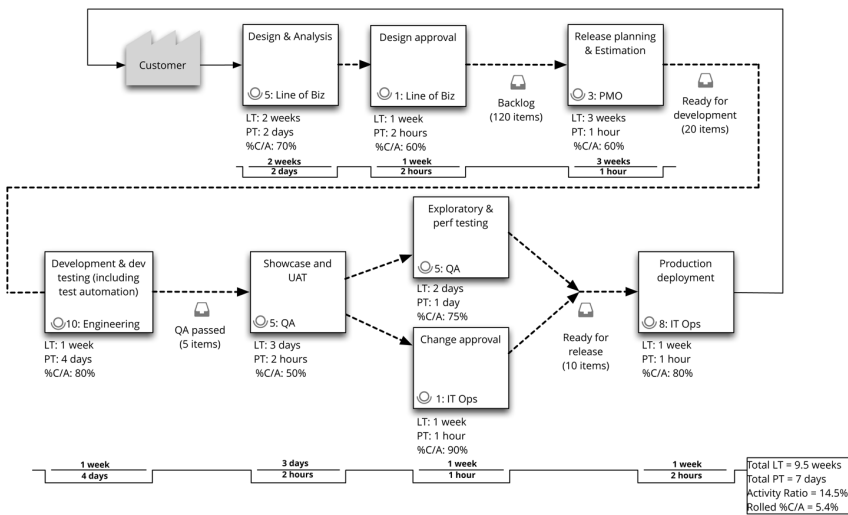 Customer
Design & Analysis
5: Line of Biz
LT: 2 weeks
PT: 2 days
%C/A: 70%
Design approval
1: Line of Biz
LT: 1 week
PT: 2 hours
%C/A: 60%
Backlog
(120 items)
Release planning
& Estimation
3: PMO
LT: 3 weeks
PT: 1 hour
%C/A: 60%
Ready for
development
(20 items)
2 weeks
2 days
1 week
2 hours
3 weeks
1 hour
Development & dev
testing (including
test automation)
10: Engineering
LT: 1 week
PT: 4 days
%C/A: 80%
QA passed
(5 items)
Showcase and
UAT
5: QA
LT: 3 days
PT: 2 hours
%C/A: 50%
Exploratory &
perf testing
5: QA
LT: 2 days
PT: 1 day
%C/A: 75%
Change approval
1: IT Ops
LT: 1 week
PT: 1 hour
%C/A: 90%
Ready for
release
(10 items)
Production
deployment
8: IT Ops
LT: 1 week
PT: 1 hour
%C/A: 80%
1 week
4 days
3 days
2 hours
1 week
1 hour
1 week
2 hours
Total LT = 9.5 weeks
Total PT = 7 days
Activity Ratio = 14.5%
Rolled %C/A = 5.4%